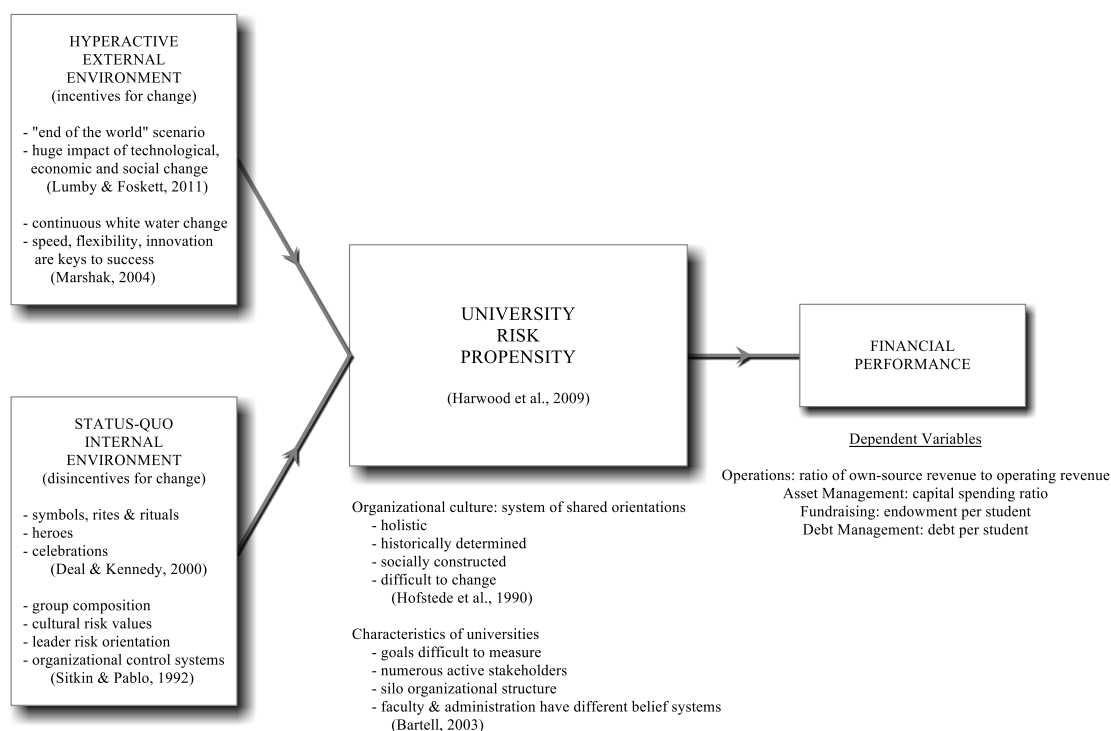 HYPERACTIVE
EXTERNAL
ENVIRONMENT
(incentives for change)
- "end of the world" scenario
- huge impact of technological,
economic and social change
(Lumby & Foskett, 2011)
- continuous white water change
- speed, flexibility, innovation
are keys to success
(Marshak, 2004)
STATUS-QUO
INTERNAL
ENVIRONMENT
(disincentives for change)
- symbols, rites & rituals
- heroes
- celebrations
(Deal & Kennedy, 2000)
- group composition
- cultural risk values
- leader risk orientation
- organizational control systems
(Sitkin & Pablo, 1992)
UNIVERSITY
RISK
PROPENSITY
(Harwood et al., 2009)
Organizational culture: system of shared orientations
- holistic
- historically determined
- socially constructed
- difficult to change
(Hofstede et al., 1990)
Characteristics of universities
- goals difficult to measure
- numerous active stakeholders
- silo organizational structure
- faculty & administration have different belief systems
(Bartell, 2003)
FINANCIAL
PERFORMANCE
Dependent Variables
Operations: ratio of own-source revenue to operating revenue
Asset Management: capital spending ratio
Fundraising: endowment per student
Debt Management: debt per student